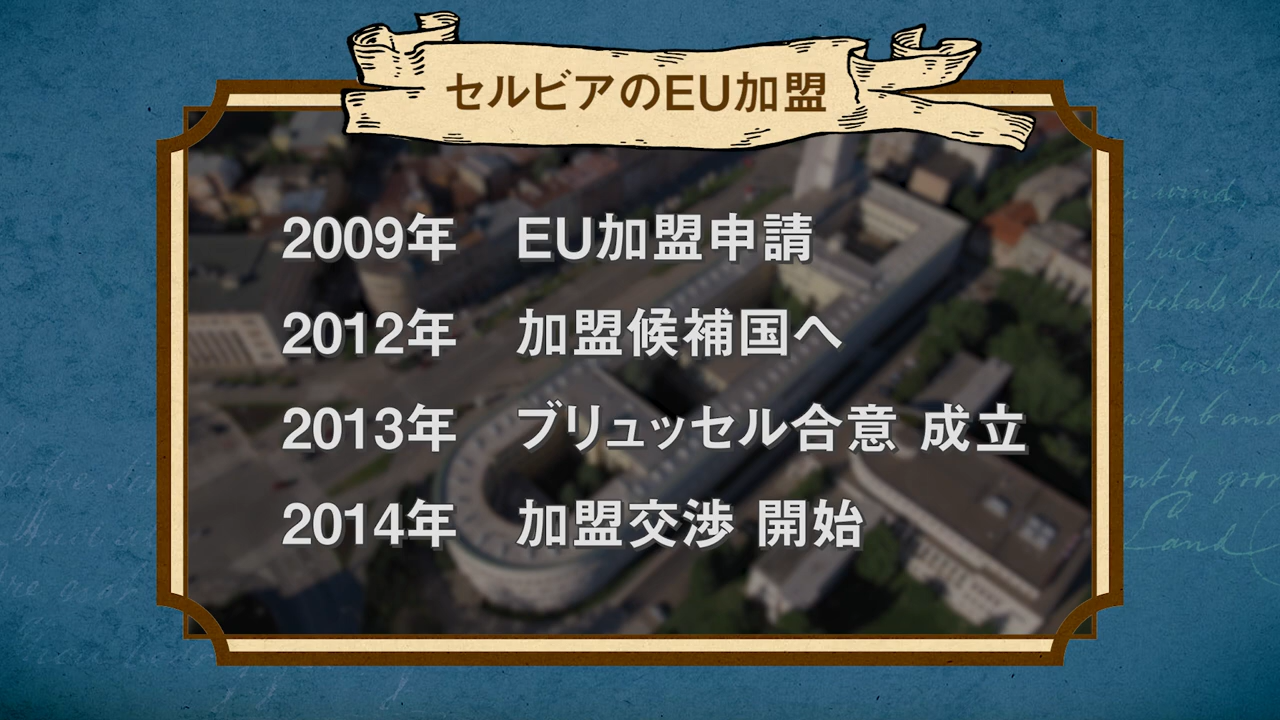 セルビアのEU加盟
2009年 EU加盟申請
2012年 加盟候補国へ
2013年 ブリュッセル合意 成立
2014年 加盟交渉 開始